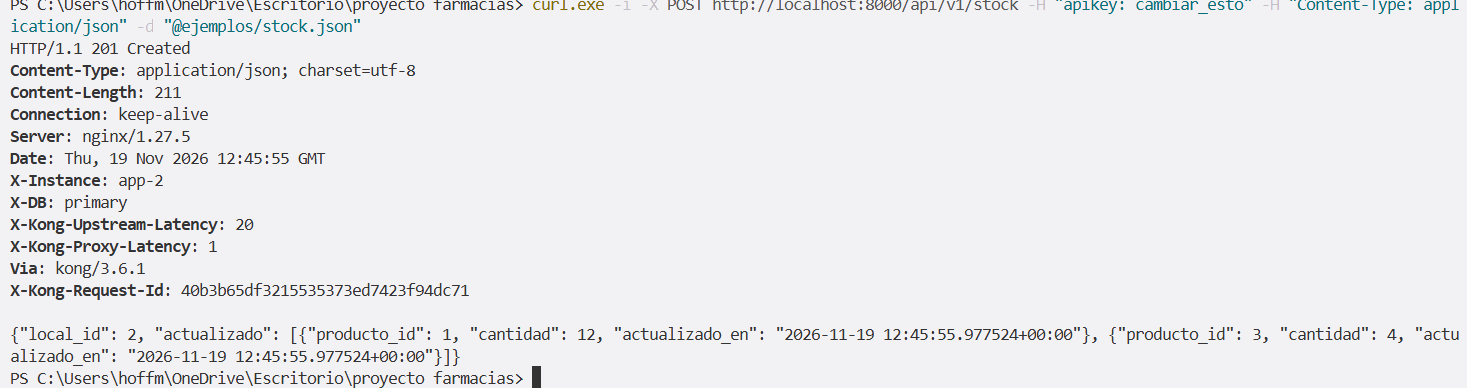 PS C:\Users\hoffm\OneDrive\Escritorio\proyecto farmacias> curl.exe -i -X POST http://localhost:8000/api/v1/stock -H "apikey: cambiar_esto" -H "Content-Type: appl
ication/json" -d "@ejemplos/stock.json"
HTTP/1.1 201 Created
Content-Type: application/json; charset=utf-8
Content-Length: 211
Connection: keep-alive
Server: nginx/1.27.5
Date: Thu, 19 Nov 2026 12:45:55 GMT
X-Instance: app-2
X-DB: primary
X-Kong-Upstream-Latency: 20
X-Kong-Proxy-Latency: 1
Via: kong/3.6.1
X-Kong-Request-Id: 40b3b65df3215535373ed7423f94dc71
{"local_id": 2, "actualizado": [{"producto_id": 1, "cantidad": 12, "actualizado_en": "2026-11-19 12:45:55.977524+00:00"}, {"producto_id": 3, "cantidad": 4, "actu
alizado_en": "2026-11-19 12:45:55.977524+00:00"}]}
PS C:\Users\hoffm\OneDrive\Escritorio\proyecto farmacias>